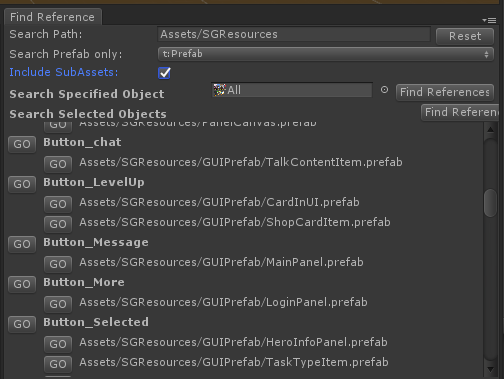 Find Reference
Search Path: Assets/SGResources Reset
Search Prefab only: t:Prefab
Include SubAssets:
Search Specified Object All Find References
Search Selected Objects Find Referen
GO Assets/SGResources/GUIPrefab/PanelCanvas.prefab
GO Button_chat
GO Assets/SGResources/GUIPrefab/TalkContentItem.prefab
GO Button_LevelUp
GO Assets/SGResources/GUIPrefab/CardInUI.prefab
GO Assets/SGResources/GUIPrefab/ShopCardItem.prefab
GO Button_Message
GO Assets/SGResources/GUIPrefab/MainPanel.prefab
GO Button_More
GO Assets/SGResources/GUIPrefab/LoginPanel.prefab
GO Button_Selected
GO Assets/SGResources/GUIPrefab/HeroInfoPanel.prefab
GO Assets/SGResources/GUIPrefab/TaskTypeItem.prefab